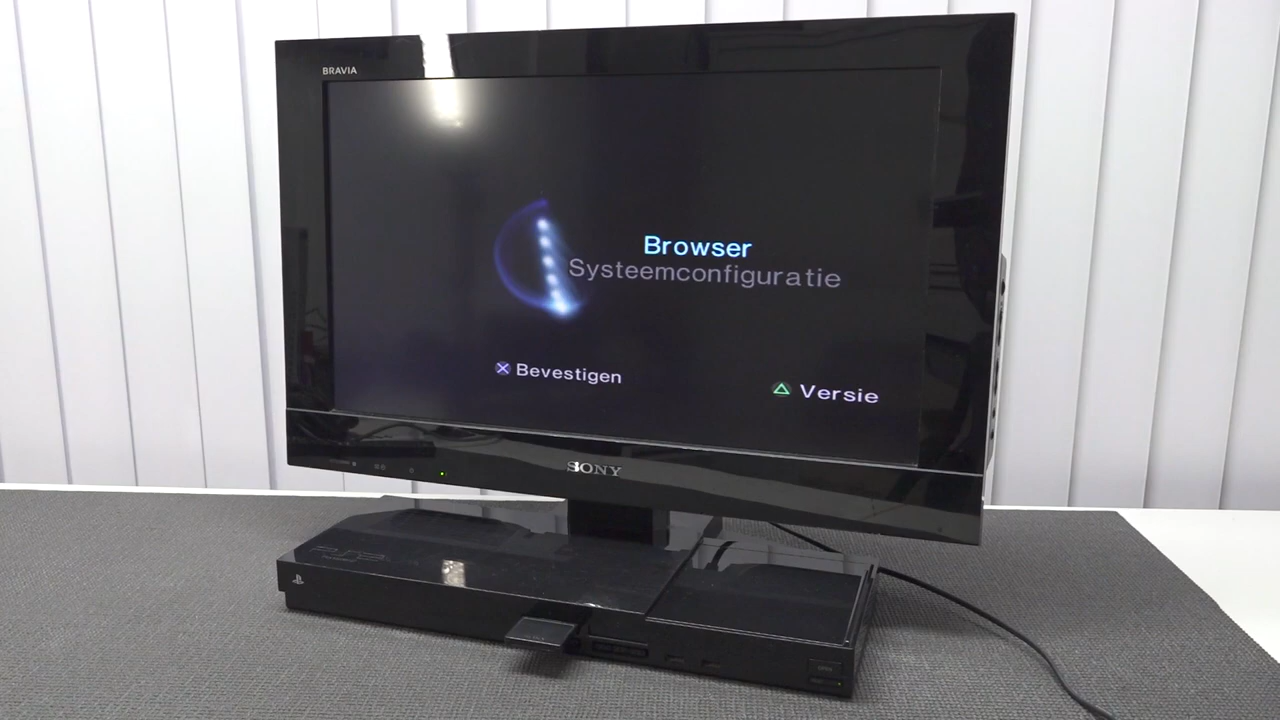 BRAVIA
Browser
Systeemconfiguratie
Bevestigen
Versie
SONY